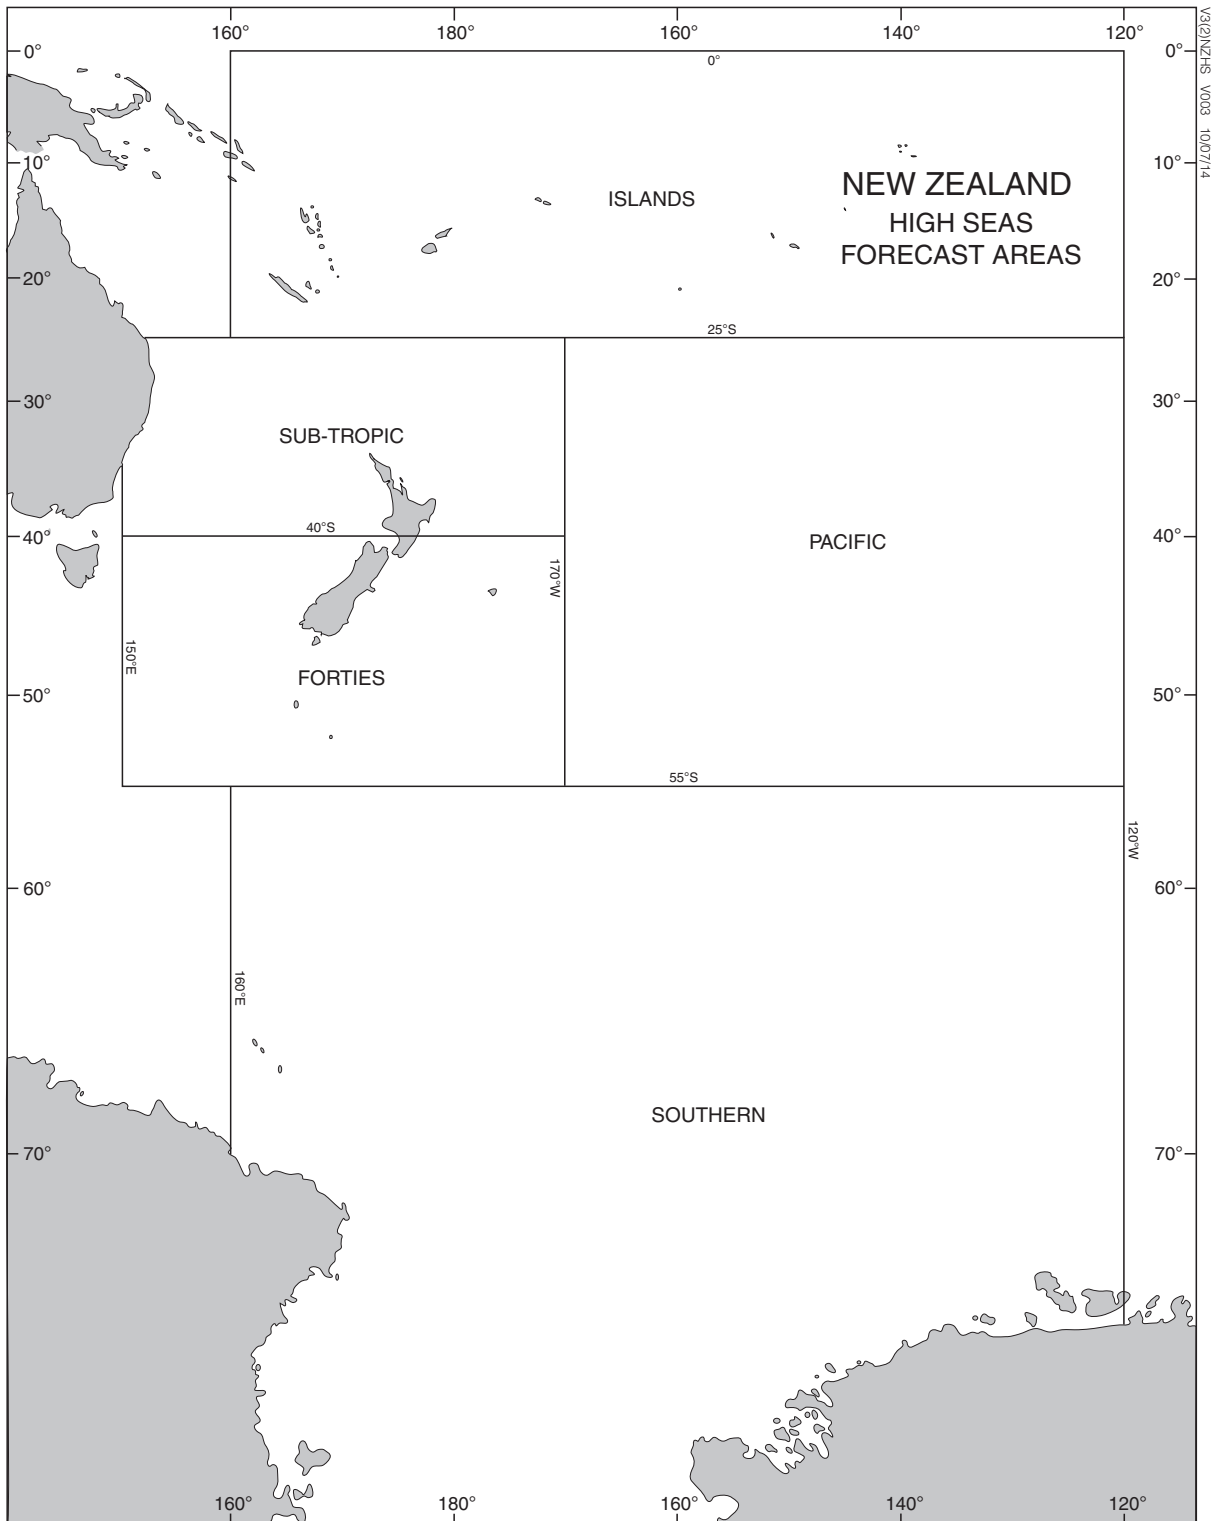 160° 180° 160° 140° 120°
0° 0°
0°
V3(2)NZHS V003 10/07/14
10° 10°
NEW ZEALAND
ISLANDS
HIGH SEAS
FORECAST AREAS
20° 20°
25°S
30° 30°
SUB-TROPIC
40°S
40° 40°
PACIFIC
170°W
150°E
FORTIES
50° 50°
55°S
120°W
60° 60°
160°E
SOUTHERN
70° 70°
160° 180° 160° 140° 120°